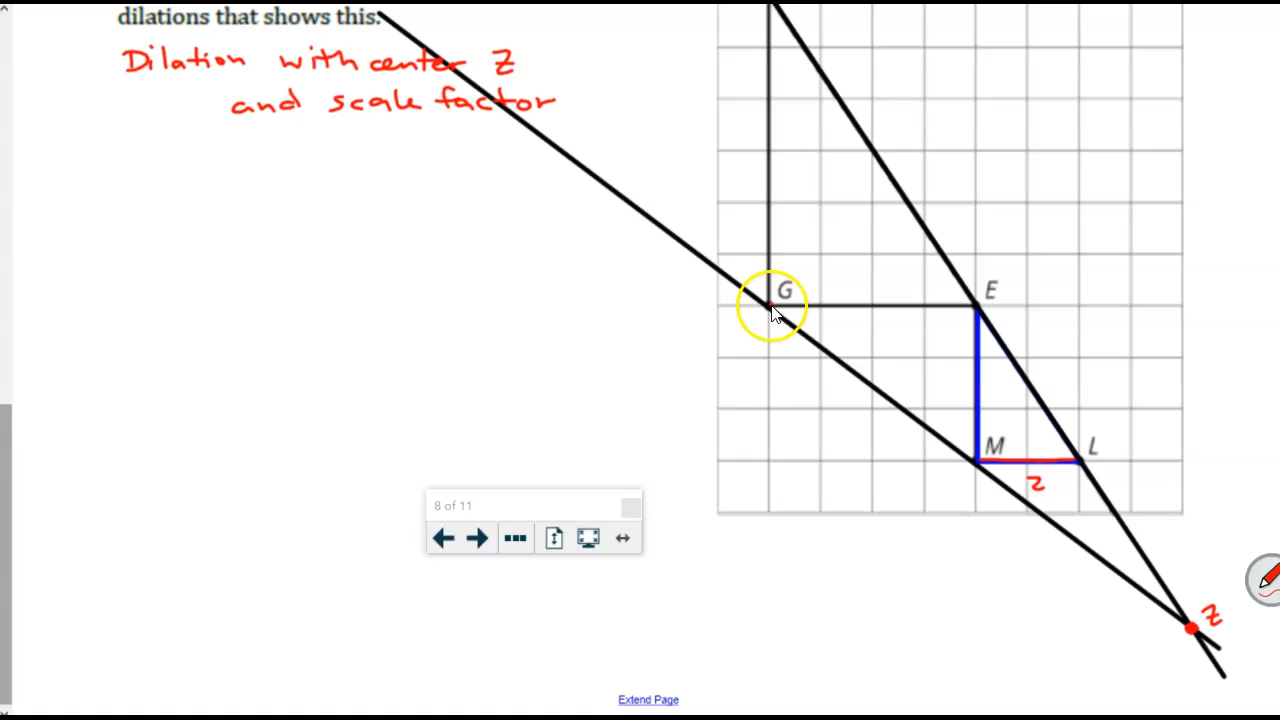 dilations that shows this.
Dilation with center Z
and scale factor
G
E
M
L
2
Z
8 of 11
Extend Page